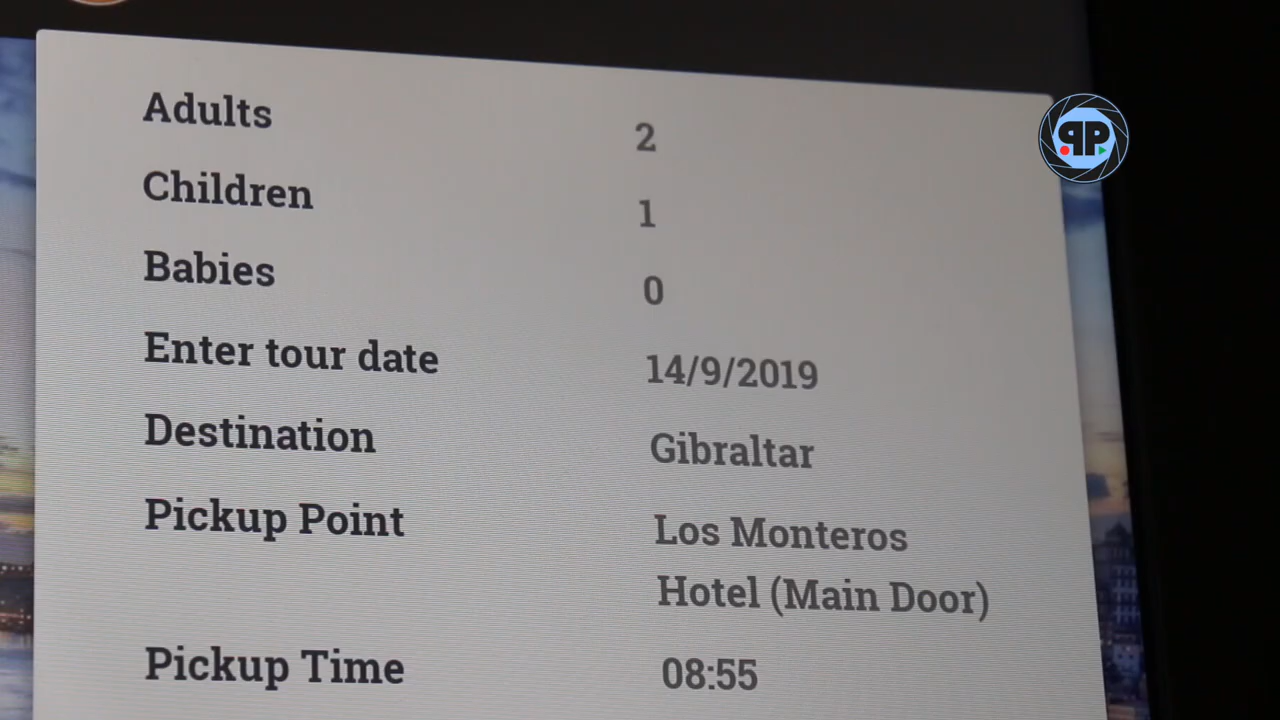 Adults 2
Children 1
Babies 0
Enter tour date 14/9/2019
Destination Gibraltar
Pickup Point Los Monteros
Hotel (Main Door)
Pickup Time 08:55